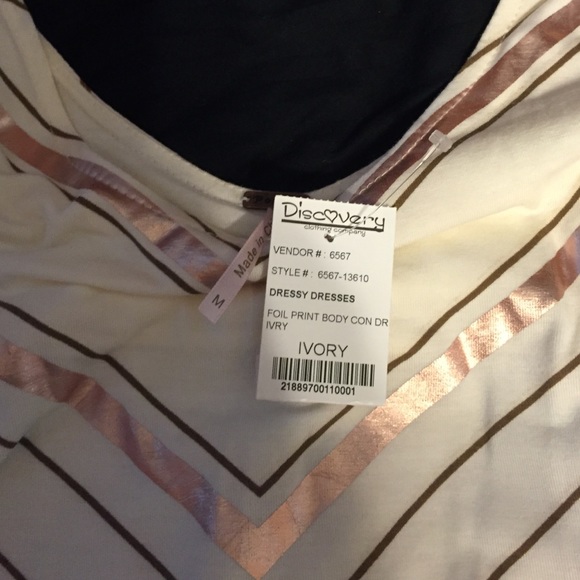 Discovery
clothing company
VENDOR # : 6567
STYLE # : 6567-13610
DRESSY DRESSES
FOIL PRINT BODY CON DR
IVRY
IVORY
21889700110001
Made in
M